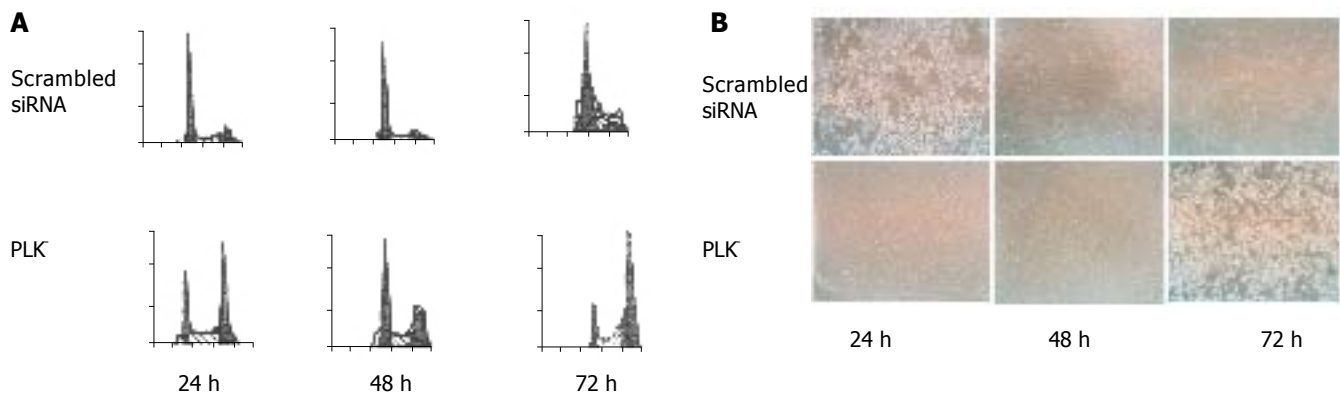 A
Scrambled
siRNA
PLK⁻
24 h
48 h
72 h
B
Scrambled
siRNA
PLK⁻
24 h
48 h
72 h